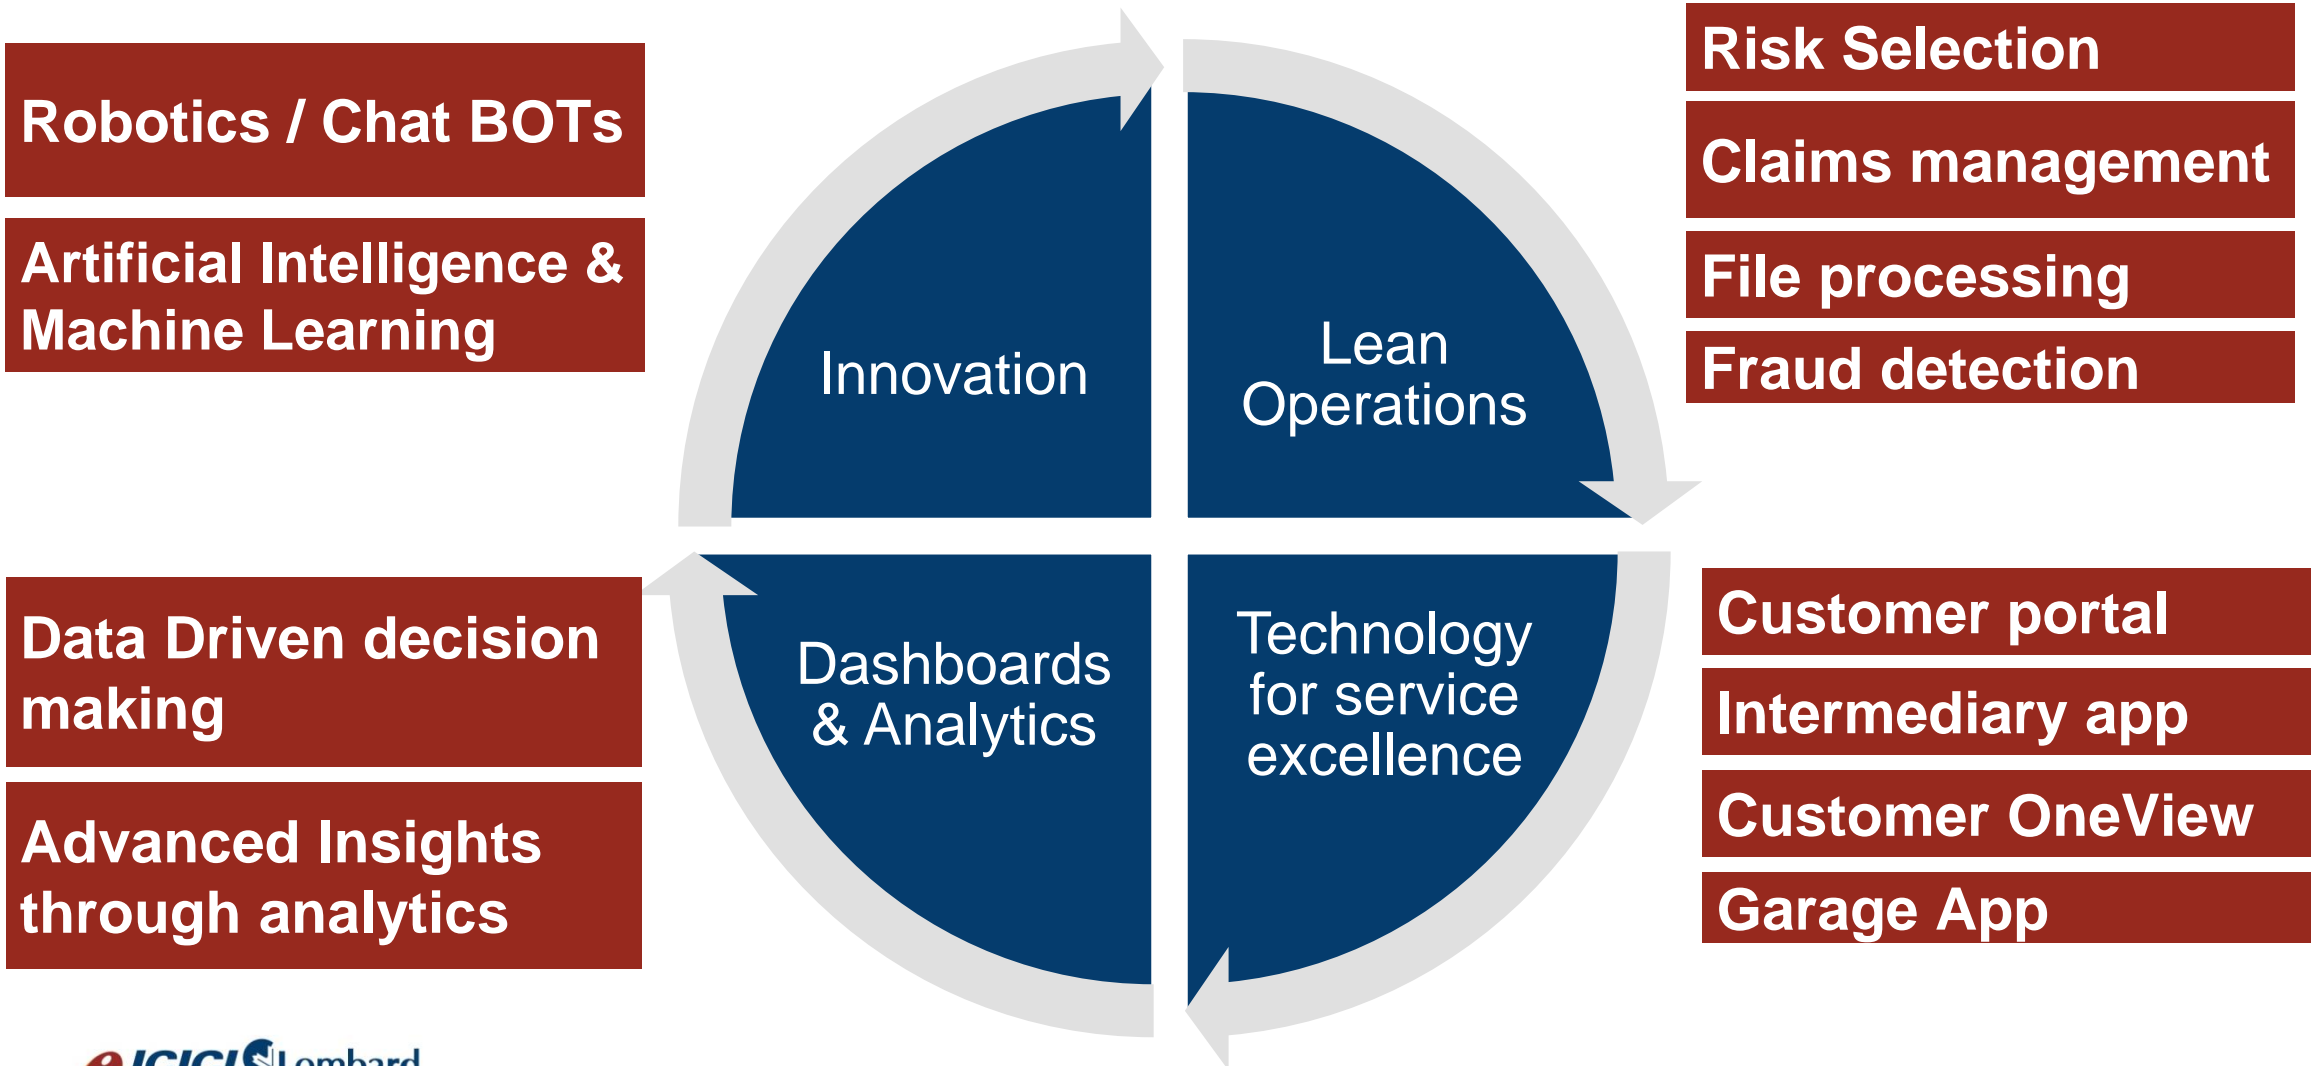 Robotics / Chat BOTs
Artificial Intelligence &
Machine Learning
Innovation
Lean
Operations
Risk Selection
Claims management
File processing
Fraud detection
Data Driven decision
making
Advanced Insights
through analytics
Dashboards
& Analytics
Technology
for service
excellence
Customer portal
Intermediary app
Customer OneView
Garage App
ICICI Lombard